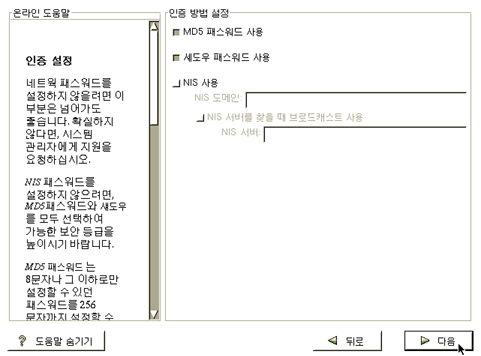 온라인 도움말
인증 설정
네트웍 패스워드를
설정하지 않을려면 이
부분은 넘어가도
좋습니다. 확실하지
않다면, 시스템
관리자에게 지원을
요청하십시오.
NIS 패스워드를
설정하지 않으려면,
MD5패스워드와 섀도우
를 모두 선택하여
가능한 보안 등급을
높이시기 바랍니다.
MD5 패스워드 는
8문자나 그 이하로만
설정할 수 있던
패스워드를 256
문자까지 설정할 수
인증 방법 설정
MD5 패스워드 사용
섀도우 패스워드 사용
NIS 사용
NIS 도메인:
NIS 서버를 찾을 때 브로드캐스트 사용
NIS 서버:
도움말 숨기기
뒤로
다음